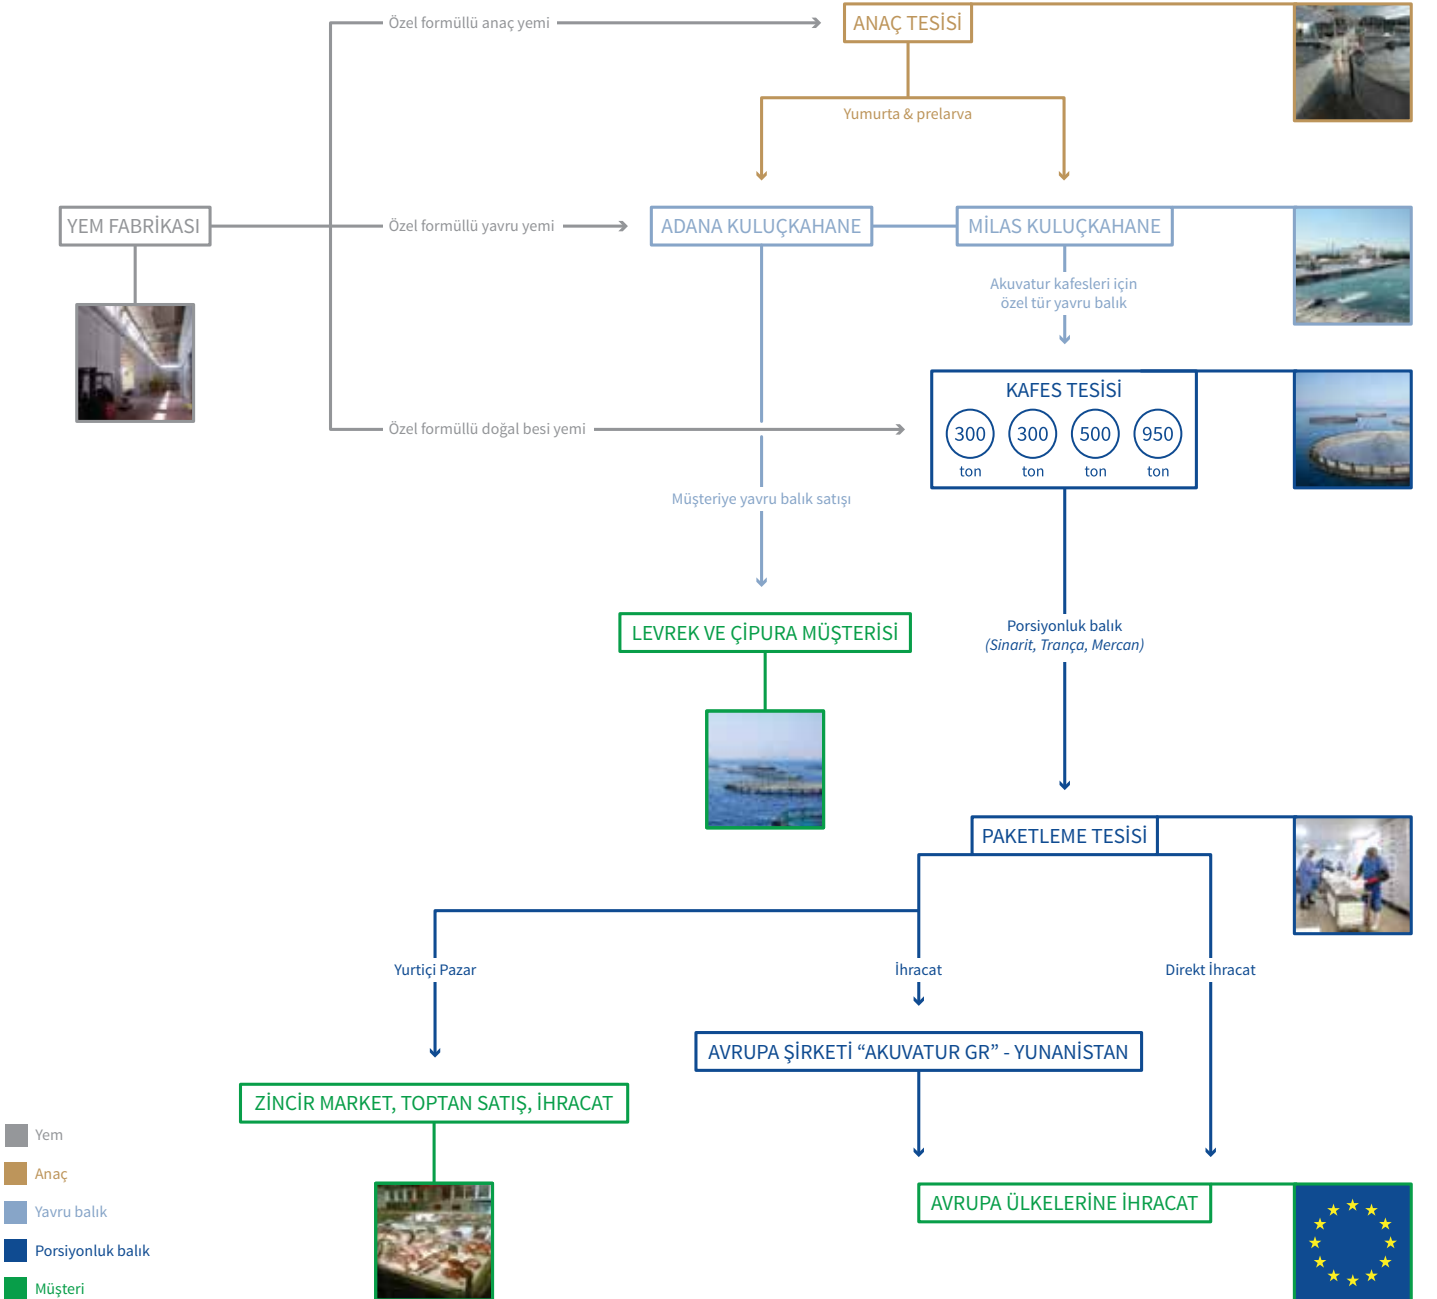 Özel formüllü anaç yemi
ANAÇ TESİSİ
Yumurta & prelarva
YEM FABRİKASI
Özel formüllü yavru yemi
ADANA KULUÇKAHANE
MİLAS KULUÇKAHANE
Akuvatur kafesleri için
özel tür yavru balık
KAFES TESİSİ
300
300
500
950
ton
ton
ton
ton
Özel formüllü doğal besi yemi
Müşteriye yavru balık satışı
LEVREK VE ÇİPURA MÜŞTERİSİ
Porsiyonluk balık
(Sinarit, Trança, Mercan)
PAKETLEME TESİSİ
Yurtiçi Pazar
İhracat
Direkt İhracat
AVRUPA ŞİRKETİ “AKUVATUR GR” - YUNANİSTAN
ZİNCİR MARKET, TOPTAN SATIŞ, İHRACAT
AVRUPA ÜLKELERİNE İHRACAT
Yem
Anaç
Yavru balık
Porsiyonluk balık
Müşteri